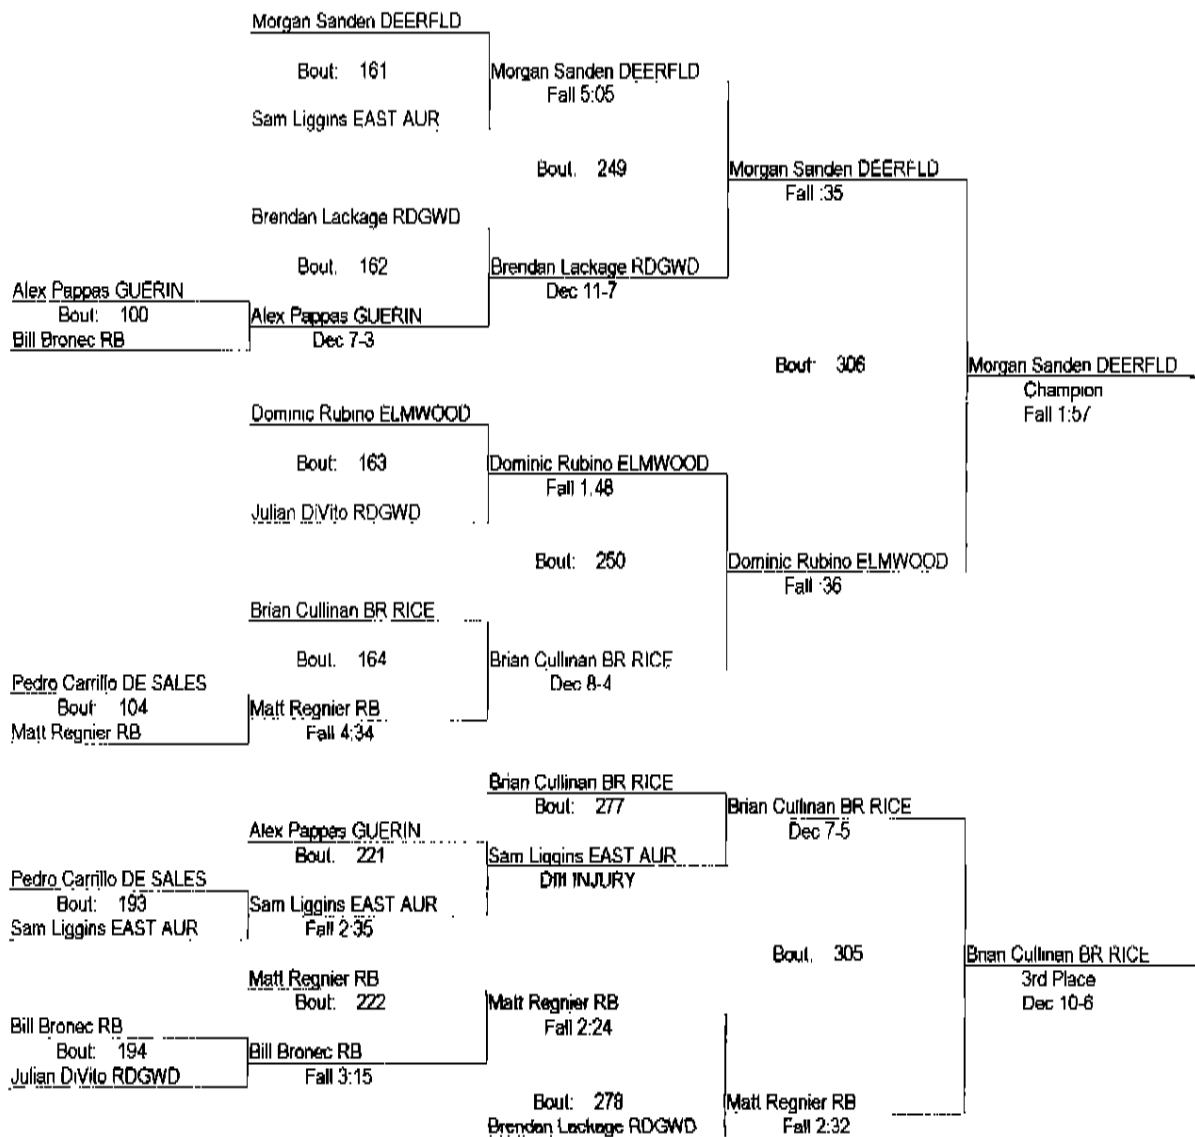 Morgan Sanden DEERFLD
Bout: 161
Morgan Sanden DEERFLD
Fall 5:05
Sam Liggins EAST AUR
Bout. 249
Morgan Sanden DEERFLD
Fall :35
Brendan Lackage RDGWD
Bout. 162
Brendan Lackage RDGWD
Dec 11-7
Alex Pappas GUERIN
Bout: 100
Alex Pappas GUERIN
Bill Bronec RB
Dec 7-3
Bout: 306
Morgan Sanden DEERFLD
Champion
Fall 1:57
Dominic Rubino ELMWOOD
Bout: 163
Dominic Rubino ELMWOOD
Fall 1.48
Julian DiVito RDGWD
Bout: 250
Dominic Rubino ELMWOOD
Fall :36
Brian Cullinan BR RICE
Bout. 164
Brian Cullinan BR RICE
Dec 8-4
Pedro Carrillo DE SALES
Bout: 104
Matt Regnier RB
Matt Regnier RB
Fall 4:34
Brian Cullinan BR RICE
Bout: 277
Brian Cullinan BR RICE
Dec 7-5
Alex Pappas GUERIN
Bout. 221
Sam Liggins EAST AUR
INJURY
Pedro Carrillo DE SALES
Bout: 193
Sam Liggins EAST AUR
Sam Liggins EAST AUR
Fall 2:35
Bout. 305
Brian Cullinan BR RICE
3rd Place
Dec 10-6
Matt Regnier RB
Bout: 222
Matt Regnier RB
Fall 2:24
Bill Bronec RB
Bout: 194
Bill Bronec RB
Julian DiVito RDGWD
Fall 3:15
Bout: 278
Matt Regnier RB
Brendan Lackage RDGWD
Fall 2:32